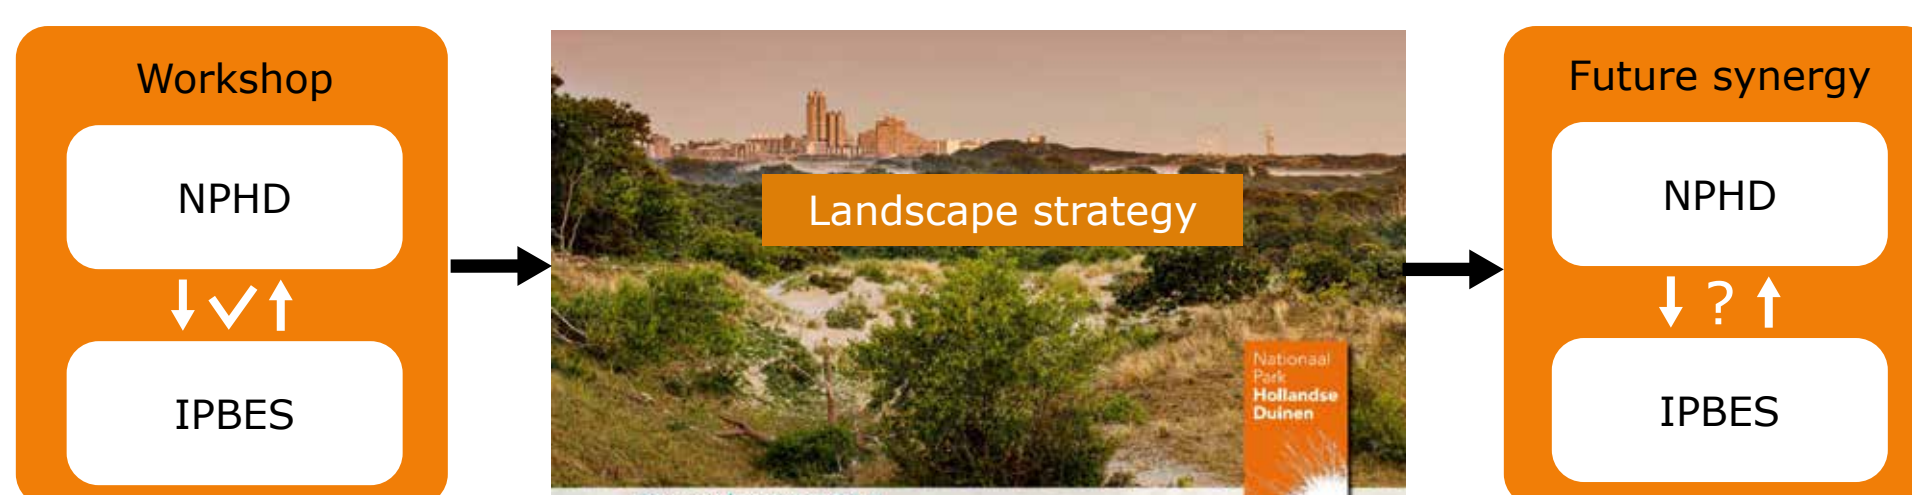 Workshop
NPHD
IPBES
Landscape strategy
Nationaal
Park
Hollandse
Duinen
Future synergy
NPHD
?
IPBES